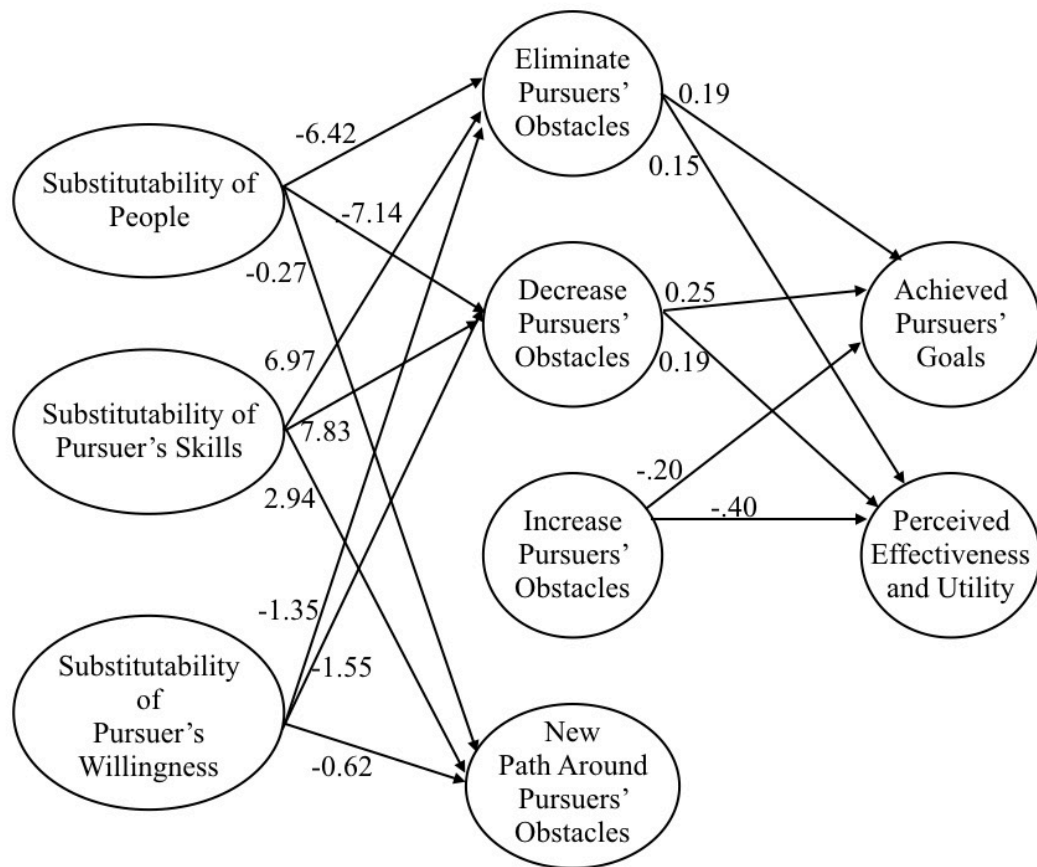 Eliminate
Pursuers’
Obstacles
0.19
-6.42
0.15
Substitutability of
People
.-7.14
-0.27
Decrease
Pursuers’
Obstacles
0.25
0.19
Achieved
Pursuers’
Goals
6.97
Substitutability of
Pursuer’s Skills
7.83
2.94
-.20
-.40
Increase
Pursuers’
Obstacles
Perceived
Effectiveness
and Utility
-1.35
-1.55
Substitutability
of
Pursuer’s
Willingness
-0.62
New
Path Around
Pursuers’
Obstacles